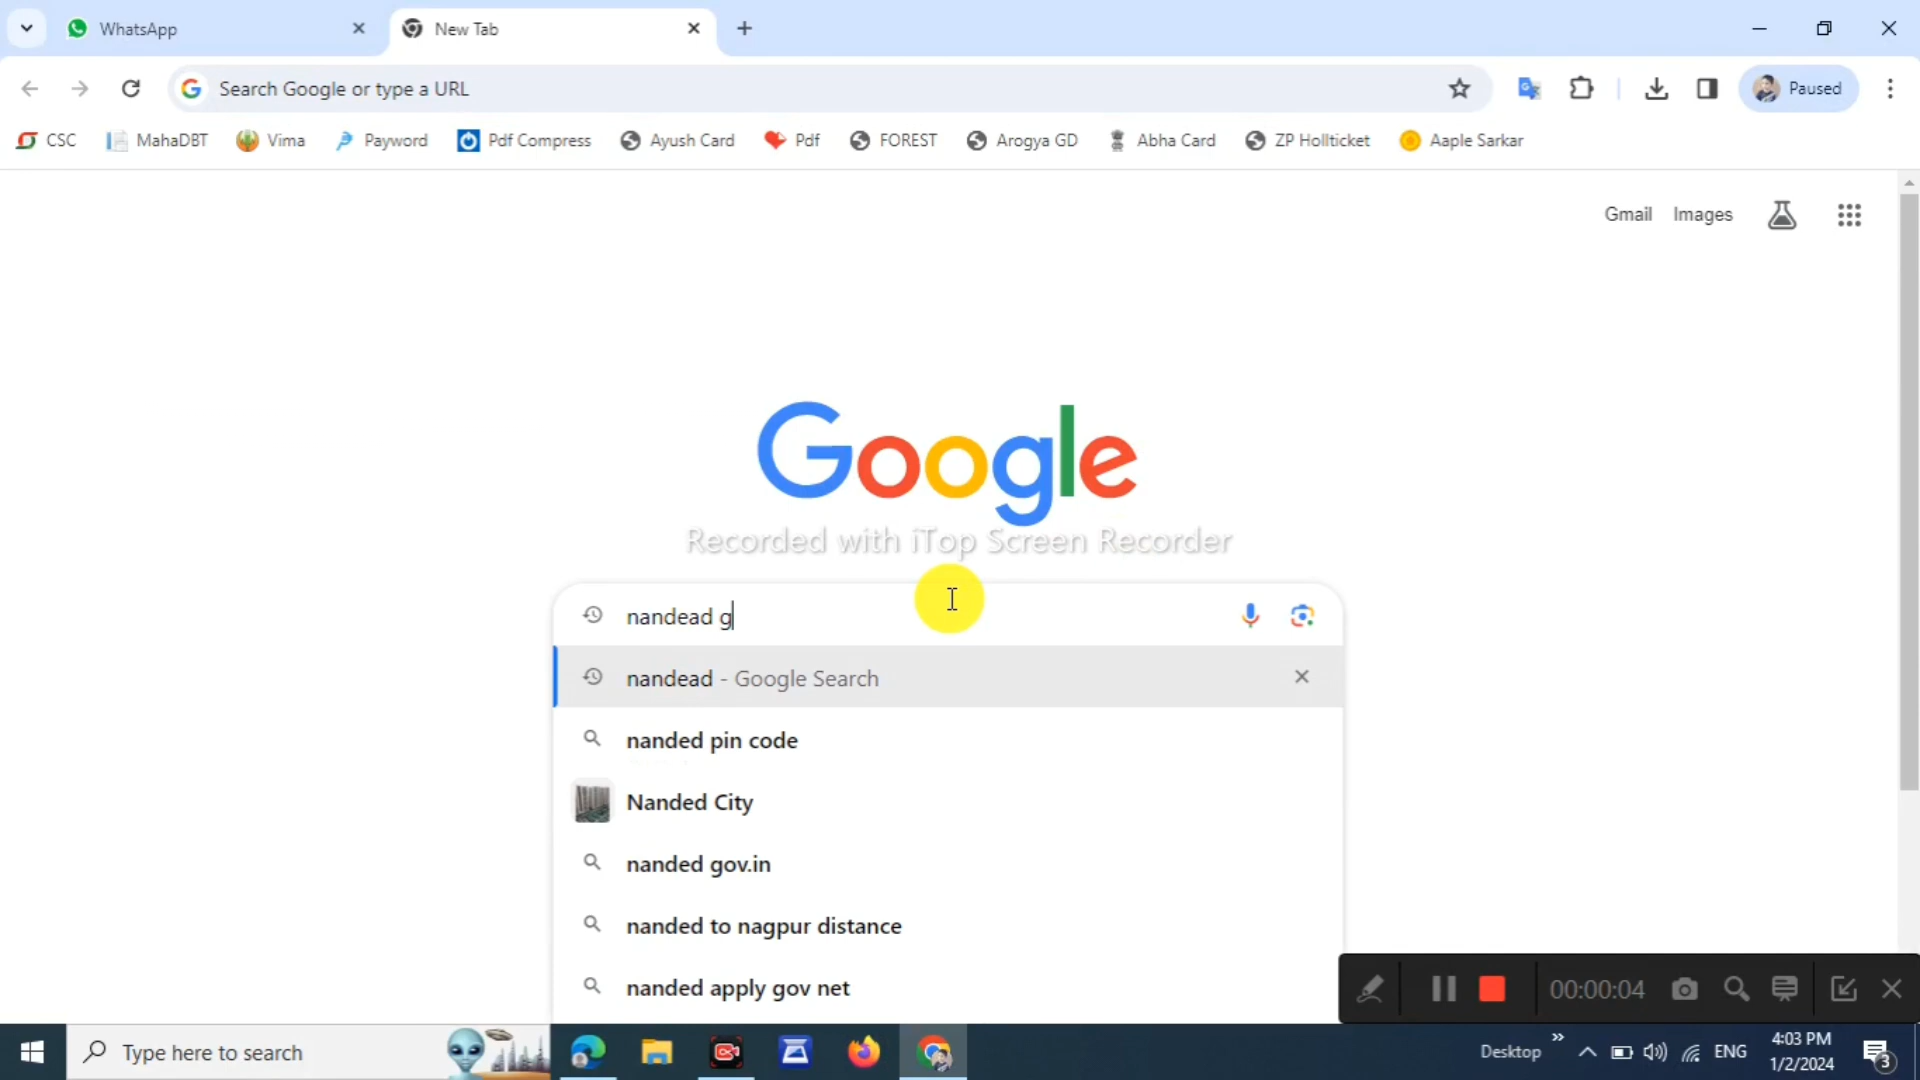 WhatsApp
New Tab
Search Google or type a URL
Paused
CSC MahaDBT Vima Payword Pdf Compress Ayush Card Pdf FOREST Arogya GD Abha Card ZP Hollticket Aaple Sarkar
Gmail Images
Google
Recorded with iTop Screen Recorder
nandead g
nandead - Google Search
nanded pin code
Nanded City
nanded gov.in
nanded to nagpur distance
nanded apply gov net
00:00:04
Type here to search
Desktop
ENG
4:03 PM
1/2/2024
3